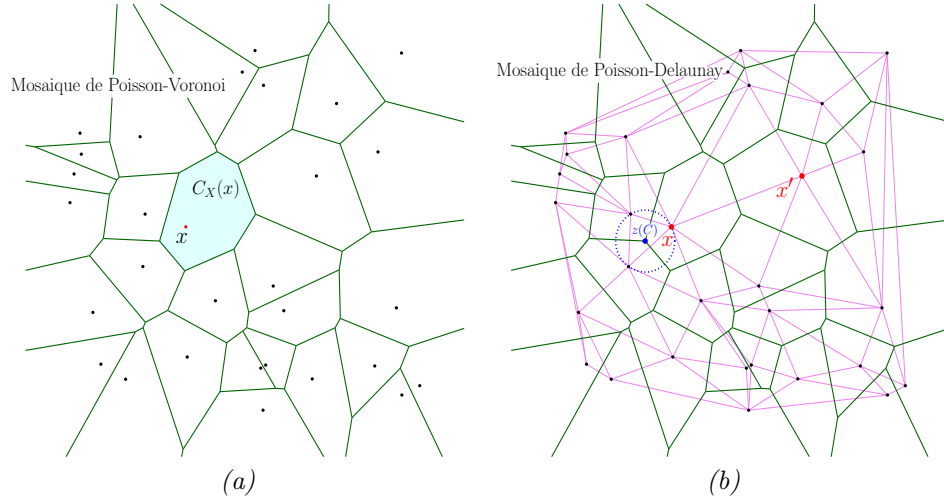 Mosaique de Poisson-Voronoi
C_X(x)
x
(a)
Mosaique de Poisson-Delaunay
x′
z(C)
x
(b)